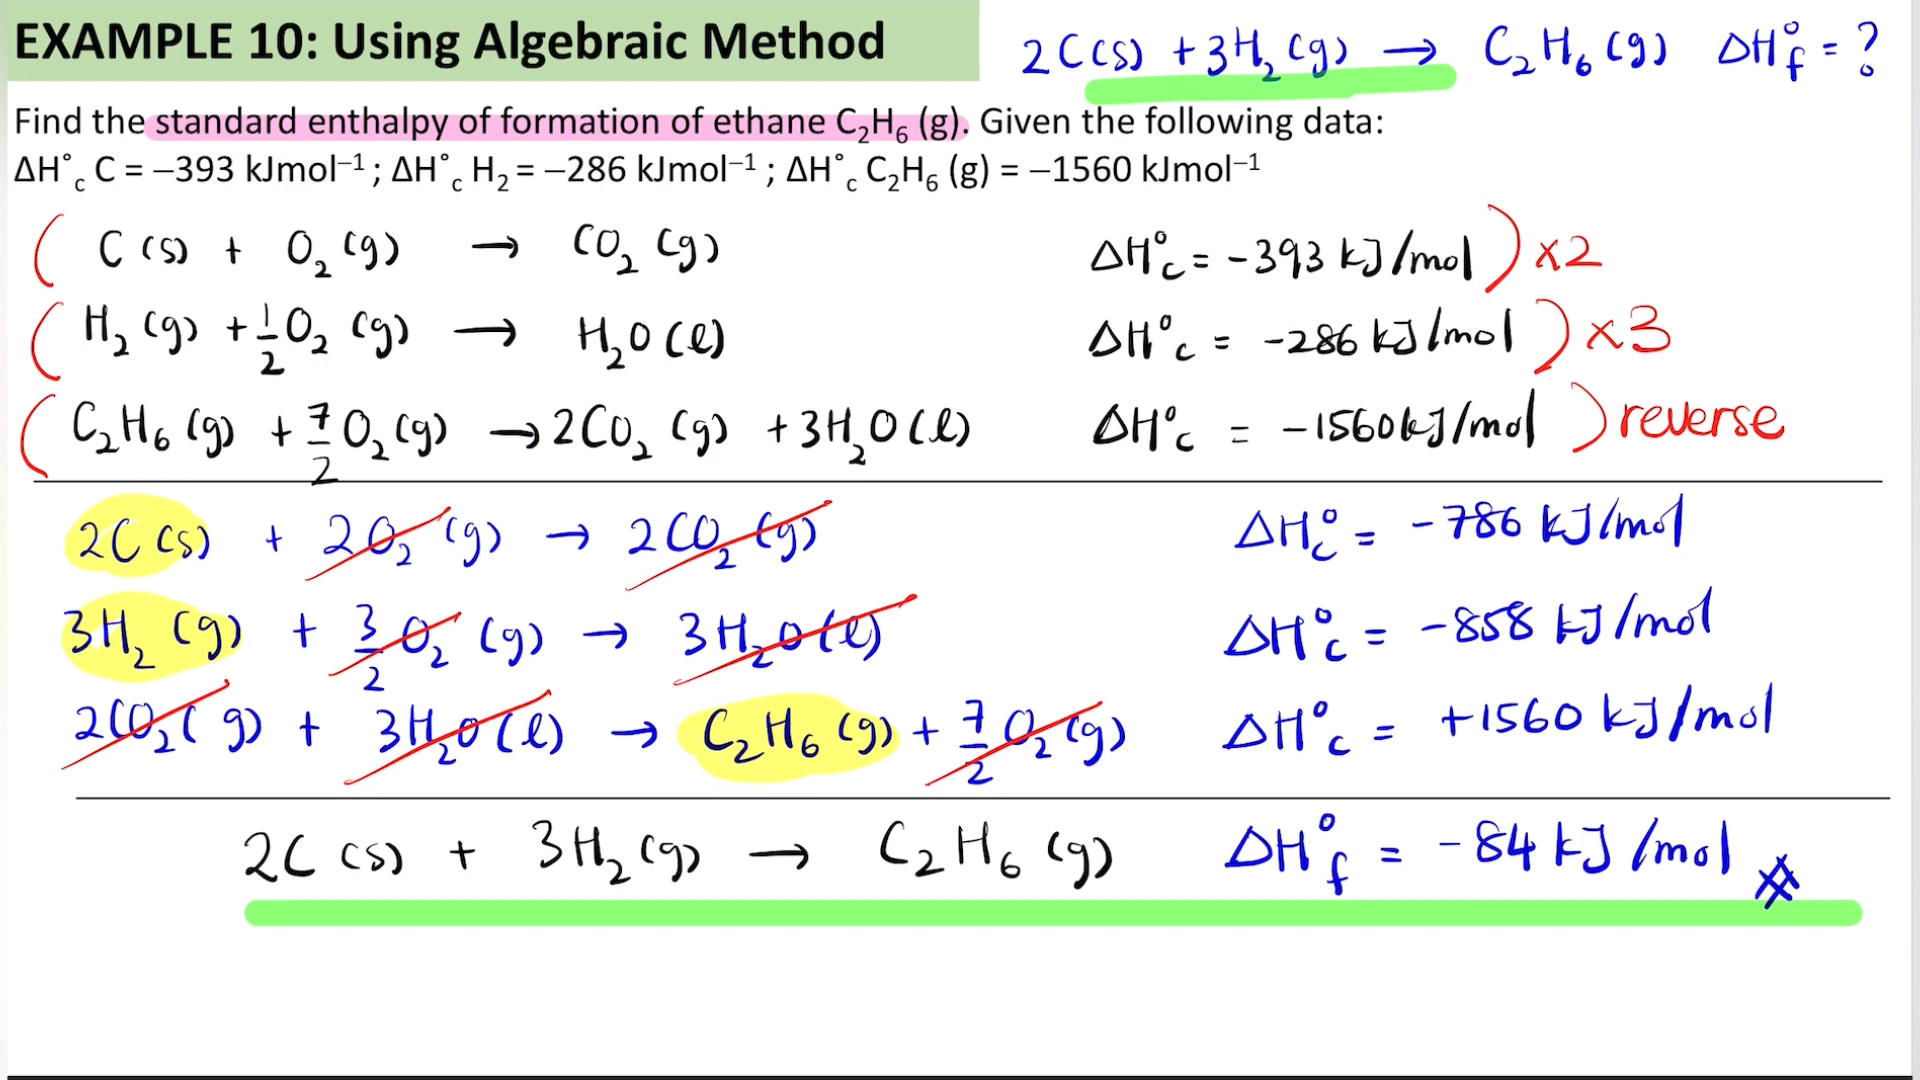 EXAMPLE 10: Using Algebraic Method
2C(s) + 3H₂(g) → C₂H₆(g) ΔH°f = ?
Find the standard enthalpy of formation of ethane C₂H₆ (g). Given the following data:
ΔH°c C = –393 kJmol⁻¹ ; ΔH°c H₂ = –286 kJmol⁻¹ ; ΔH°c C₂H₆ (g) = –1560 kJmol⁻¹
( C (s) + O₂ (g) → CO₂ (g) ΔH°c = -393 kJ/mol ) ×2
( H₂ (g) + 1/2 O₂ (g) → H₂O (l) ΔH°c = -286 kJ/mol ) ×3
( C₂H₆ (g) + 7/2 O₂ (g) → 2CO₂ (g) + 3H₂O (l) ΔH°c = -1560 kJ/mol ) reverse
2C (s) + 2O₂ (g) → 2CO₂ (g) ΔH°c = -786 kJ/mol
3H₂ (g) + 3/2 O₂ (g) → 3H₂O (l) ΔH°c = -858 kJ/mol
2CO₂ (g) + 3H₂O (l) → C₂H₆ (g) + 7/2 O₂ (g) ΔH°c = +1560 kJ/mol
2C (s) + 3H₂ (g) → C₂H₆ (g) ΔH°f = -84 kJ/mol #